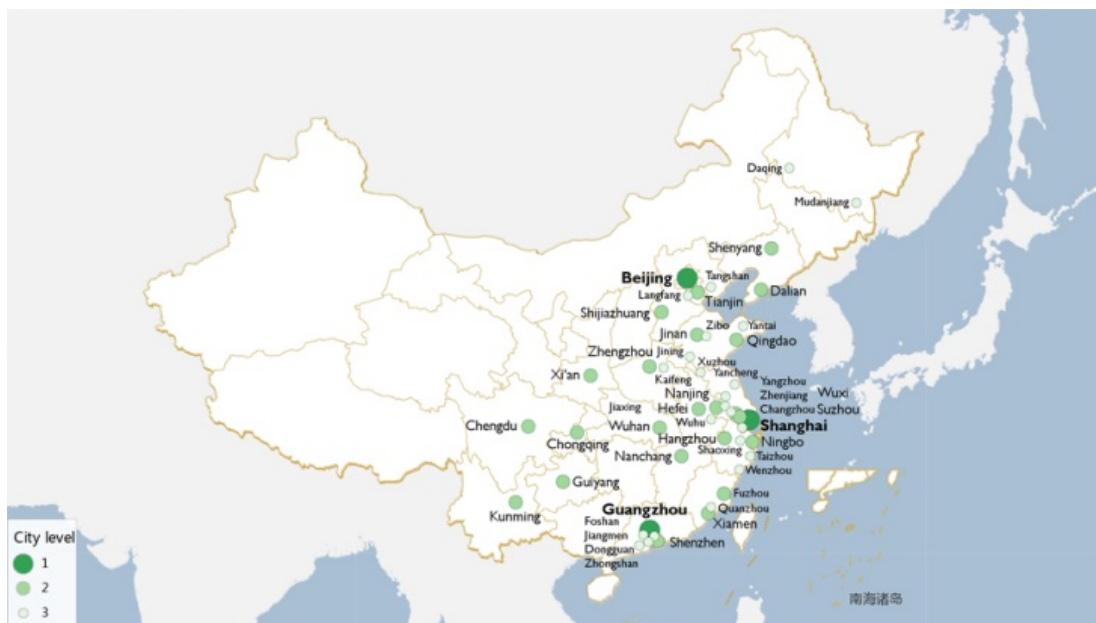 Daqing
Mudanjiang
Shenyang
Beijing
Tangshan
Langfang
Tianjin
Dalian
Shijiazhuang
Jinan
Zibo
Yantai
Qingdao
Zhengzhou
Jining
Xuzhou
Xi'an
Kaifeng
Yancheng
Yangzhou
Nanjing
Zhenjiang
Wuxi
Jiaxing
Hefei
Changzhou
Suzhou
Chengdu
Wuhan
Wuhu
Shanghai
Chongqing
Hangzhou
Ningbo
Shaoxing
Nanchang
Taizhou
Wenzhou
Guiyang
Fuzhou
Kunming
Guangzhou
Quanzhou
Foshan
Xiamen
Jiangmen
Shenzhen
Dongguan
Zhongshan
City level
1
2
3
南海诸岛